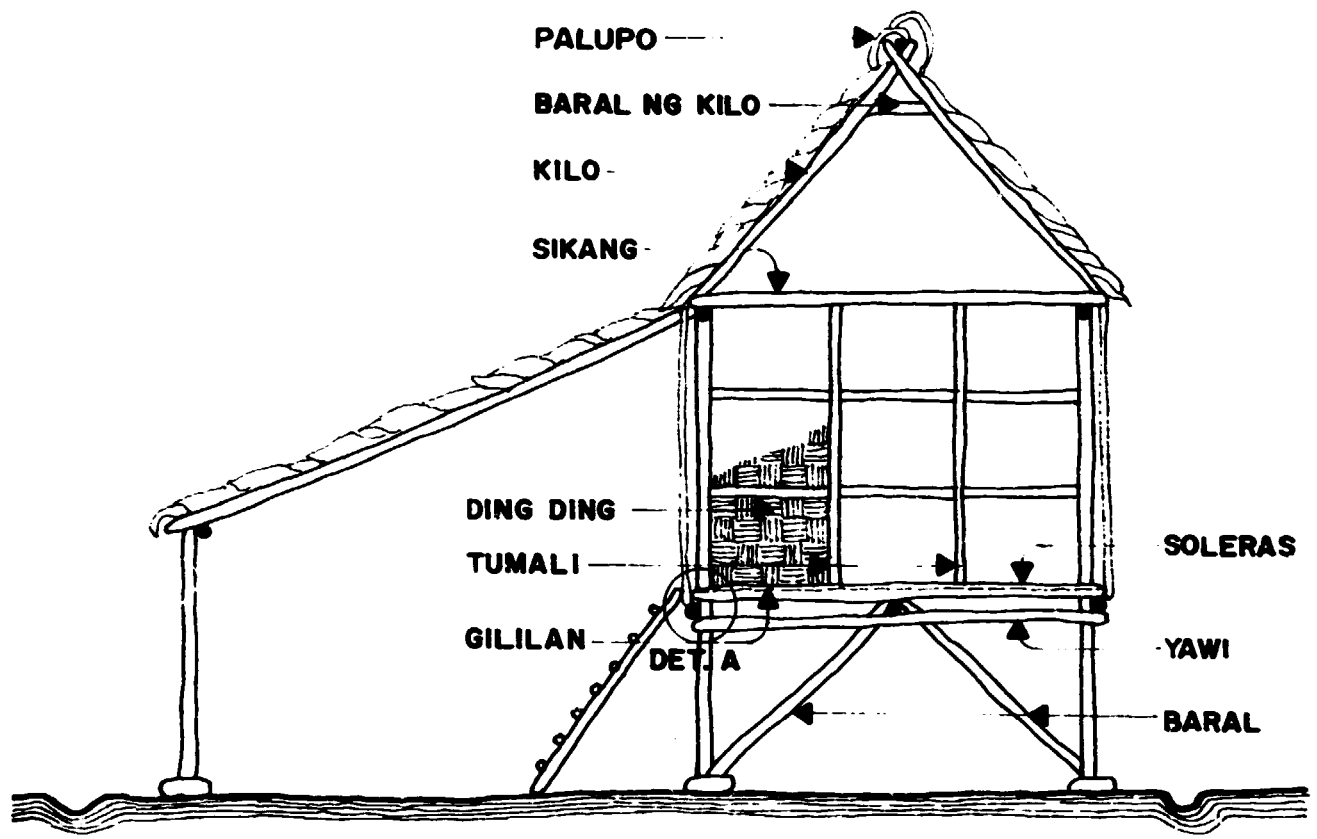 PALUPO
BARAL NG KILO
KILO
SIKANG
DING DING
TUMALI
GILILAN
DET. A
SOLERAS
YAWI
BARAL